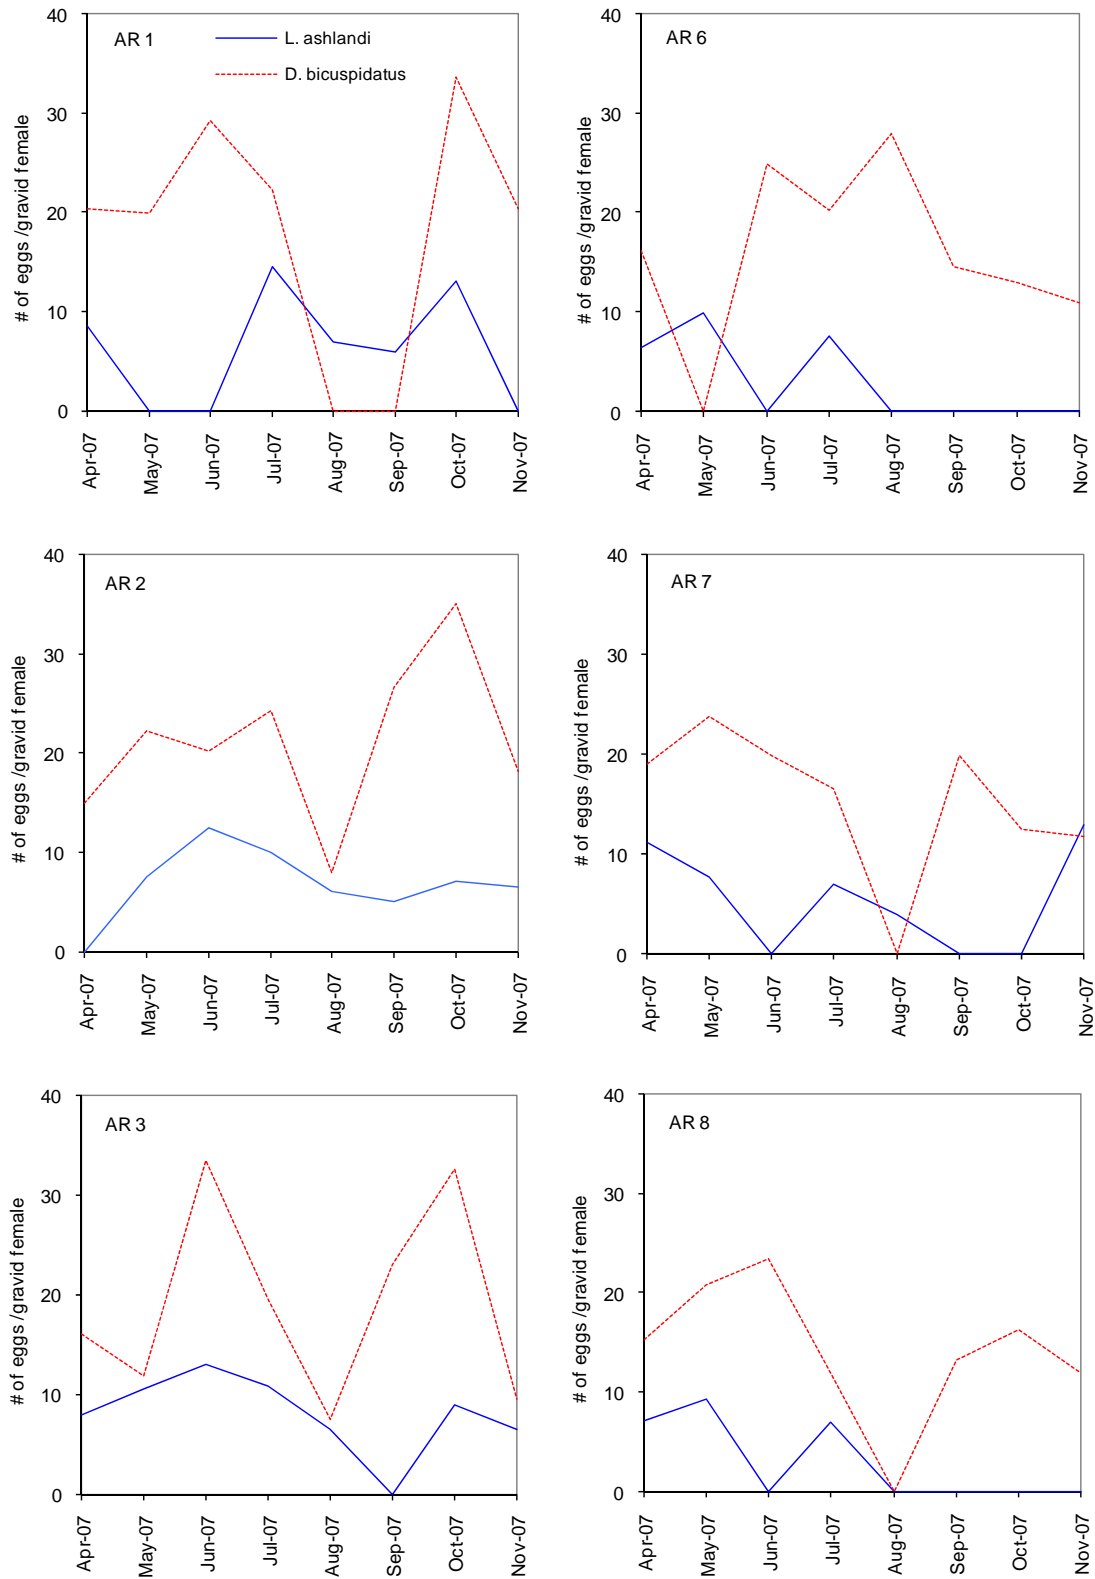 AR 1
L. ashlandi
D. bicuspidatus
# of eggs /gravid female
40
30
20
10
0
Apr-07
May-07
Jun-07
Jul-07
Aug-07
Sep-07
Oct-07
Nov-07
AR 6
# of eggs /gravid female
40
30
20
10
0
Apr-07
May-07
Jun-07
Jul-07
Aug-07
Sep-07
Oct-07
Nov-07
AR 2
# of eggs /gravid female
40
30
20
10
0
Apr-07
May-07
Jun-07
Jul-07
Aug-07
Sep-07
Oct-07
Nov-07
AR 7
# of eggs /gravid female
40
30
20
10
0
Apr-07
May-07
Jun-07
Jul-07
Aug-07
Sep-07
Oct-07
Nov-07
AR 3
# of eggs /gravid female
40
30
20
10
0
Apr-07
May-07
Jun-07
Jul-07
Aug-07
Sep-07
Oct-07
Nov-07
AR 8
# of eggs /gravid female
40
30
20
10
0
Apr-07
May-07
Jun-07
Jul-07
Aug-07
Sep-07
Oct-07
Nov-07